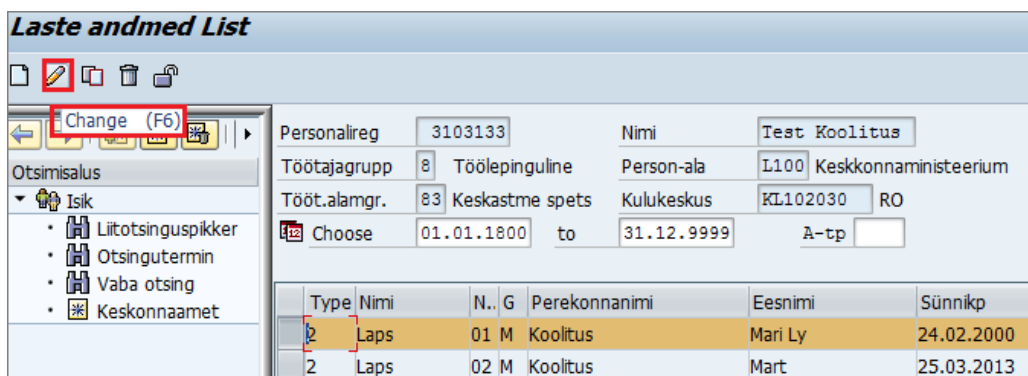 Laste andmed List
Change (F6)
Otsimisalus
Isik
Liitotsinguspikker
Otsingutermin
Vaba otsing
Keskonnaamet
Personalireg 3103133 Nimi Test Koolitus
Töötajagrupp 8 Töölepinguline Person-ala L100 Keskkonnaministeerium
Tööt.alamgr. 83 Keskastme spets Kulukeskus KL102030 RO
12 Choose 01.01.1800 to 31.12.9999 A-tp
Type Nimi N.. G Perekonnanimi Eesnimi Sünnikp
2 Laps 01 M Koolitus Mari Ly 24.02.2000
2 Laps 02 M Koolitus Mart 25.03.2013